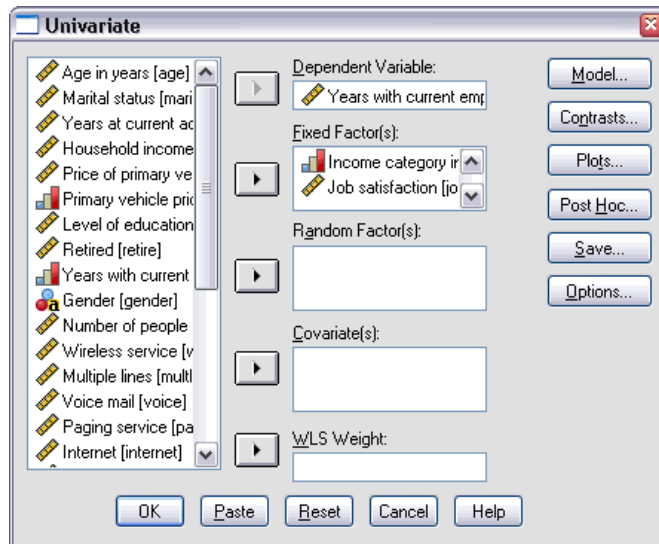 Univariate
Age in years [age]
Marital status [mari
Years at current ac
Household income
Price of primary ve
Primary vehicle pric
Level of education
Retired [retire]
Years with current
Gender [gender]
Number of people
Wireless service [w
Multiple lines [multl
Voice mail [voice]
Paging service [pa
Internet [internet]
Dependent Variable:
Years with current emp
Fixed Factor(s):
Income category in
Job satisfaction [jo
Random Factor(s):
Covariate(s):
WLS Weight:
Model...
Contrasts...
Plots...
Post Hoc...
Save...
Options...
OK
Paste
Reset
Cancel
Help